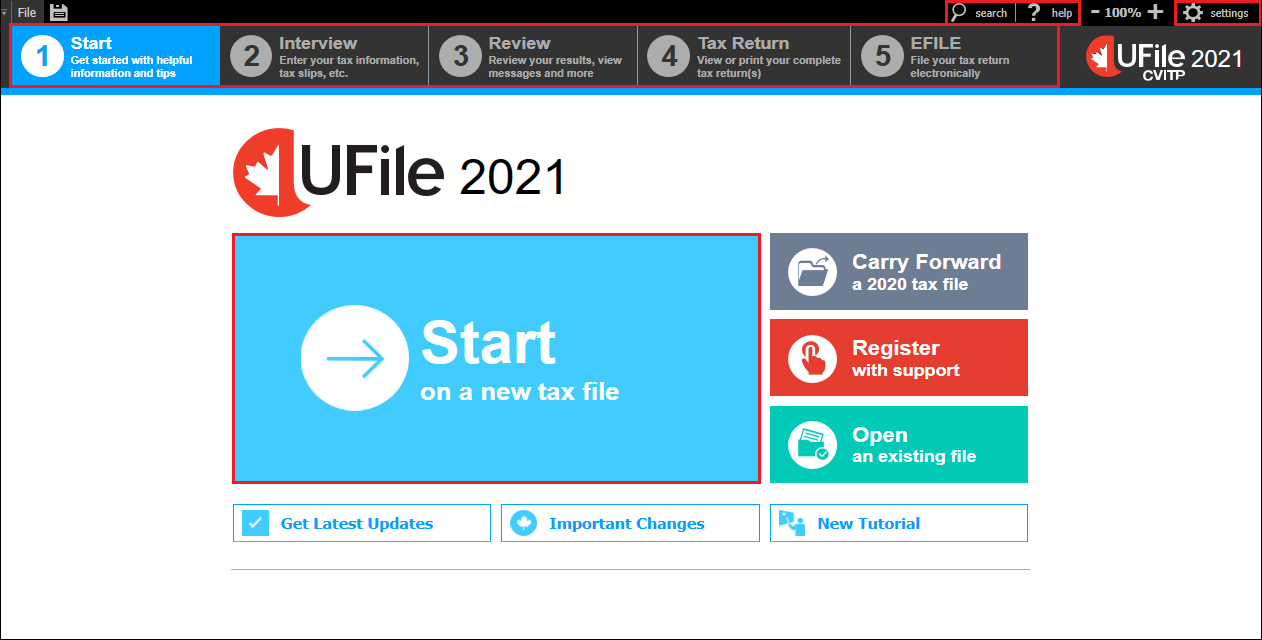 File
search
help
100%
settings
1
Start
Get started with helpful
information and tips
2
Interview
Enter your tax information,
tax slips, etc.
3
Review
Review your results, view
messages and more
4
Tax Return
View or print your complete
tax return(s)
5
EFILE
File your tax return
electronically
UFile 2021
CVITP
UFile 2021
Start
on a new tax file
Carry Forward
a 2020 tax file
Register
with support
Open
an existing file
Get Latest Updates
Important Changes
New Tutorial